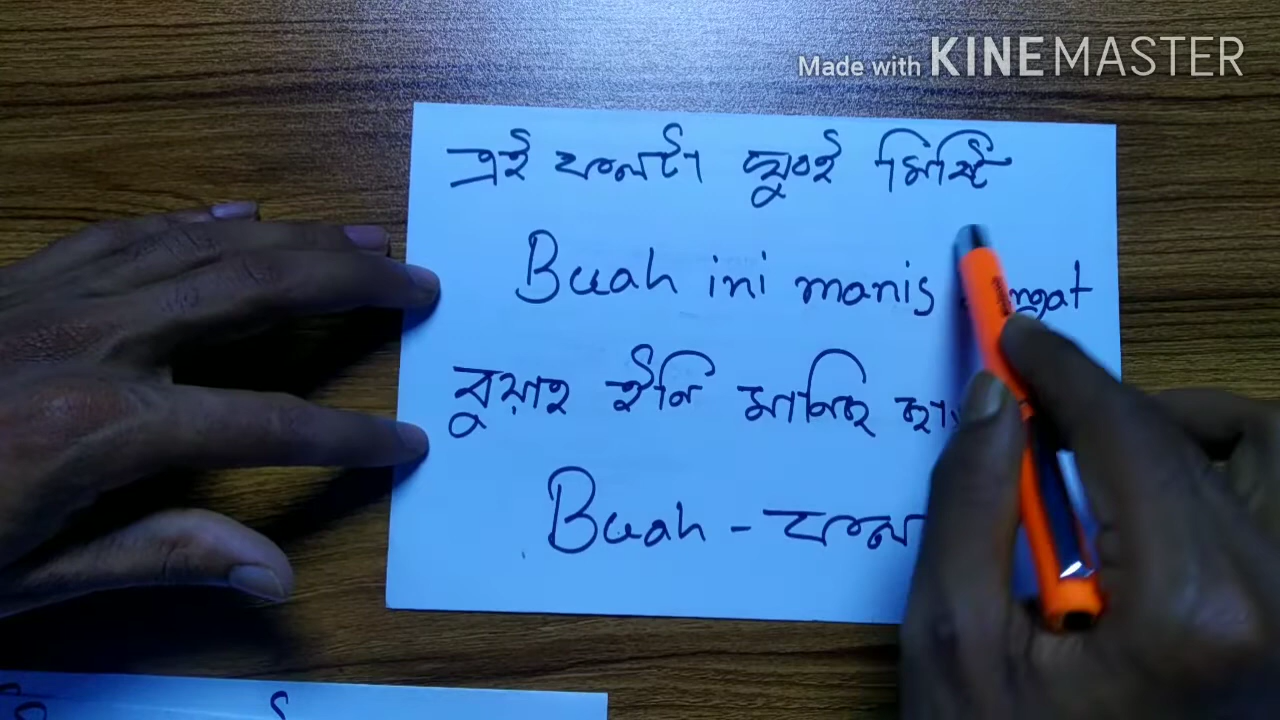 Made with KINEMASTER
এই ফলটা খুবই মিষ্টি
Buah ini manis
বুয়াহ ইনি মানিছ
Buah - ফল